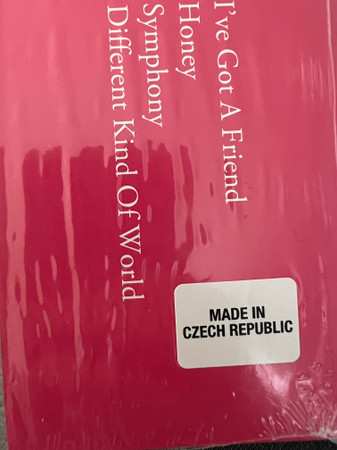 I've Got A Friend
Honey
Symphony
Different Kind Of World
MADE IN
CZECH REPUBLIC